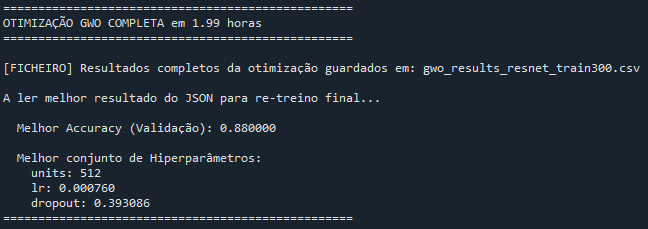 ==================================================
OTIMIZAÇÃO GWO COMPLETA em 1.99 horas
==================================================
[FICHEIRO] Resultados completos da otimização guardados em: gwo_results_resnet_train300.csv
A ler melhor resultado do JSON para re-treino final...
Melhor Accuracy (Validação): 0.880000
Melhor conjunto de Hiperparâmetros:
units: 512
lr: 0.000760
dropout: 0.393086
==================================================